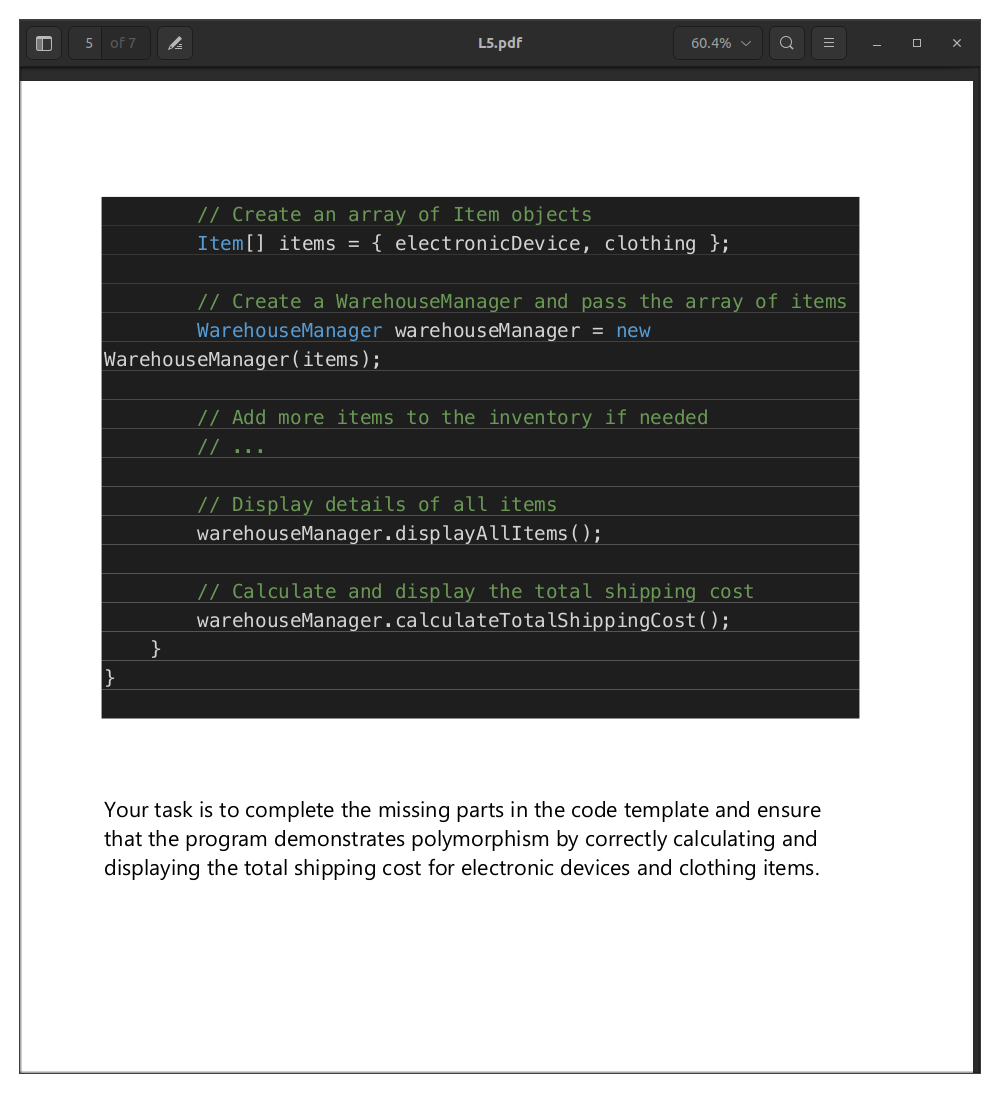 5 of 7
L5.pdf
60.4%
// Create an array of Item objects
Item[] items = { electronicDevice, clothing };
// Create a WarehouseManager and pass the array of items
WarehouseManager warehouseManager = new
WarehouseManager(items);
// Add more items to the inventory if needed
// ...
// Display details of all items
warehouseManager.displayAllItems();
// Calculate and display the total shipping cost
warehouseManager.calculateTotalShippingCost();
}
}
Your task is to complete the missing parts in the code template and ensure
that the program demonstrates polymorphism by correctly calculating and
displaying the total shipping cost for electronic devices and clothing items.